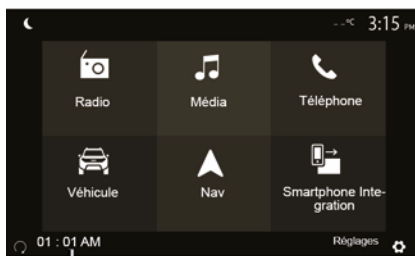 --°C 3:15 PM
Radio
Média
Téléphone
Véhicule
Nav
Smartphone Inte-
gration
01 : 01 AM
Réglages